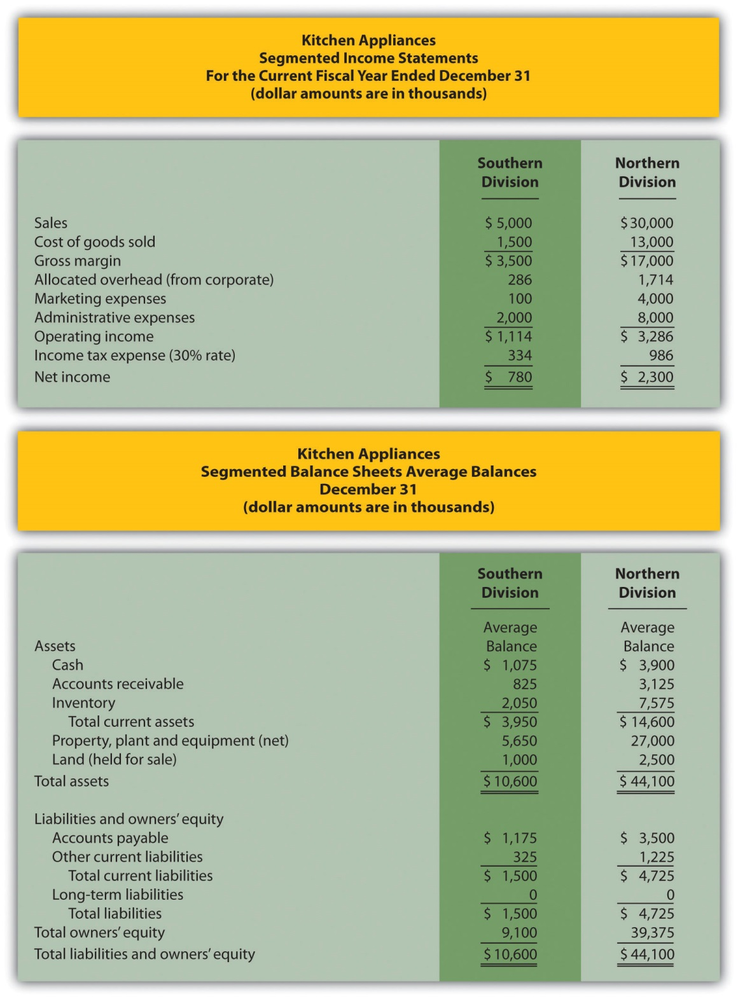 Kitchen Appliances
Segmented Income Statements
For the Current Fiscal Year Ended December 31
(dollar amounts are in thousands)
Southern Division Northern Division
Sales $ 5,000 $ 30,000
Cost of goods sold 1,500 13,000
Gross margin $ 3,500 $ 17,000
Allocated overhead (from corporate) 286 1,714
Marketing expenses 100 4,000
Administrative expenses 2,000 8,000
Operating income $ 1,114 $ 3,286
Income tax expense (30% rate) 334 986
Net income $ 780 $ 2,300
Kitchen Appliances
Segmented Balance Sheets Average Balances
December 31
(dollar amounts are in thousands)
Southern Division Northern Division
Average Average
Assets Balance Balance
Cash $ 1,075 $ 3,900
Accounts receivable 825 3,125
Inventory 2,050 7,575
Total current assets $ 3,950 $ 14,600
Property, plant and equipment (net) 5,650 27,000
Land (held for sale) 1,000 2,500
Total assets $ 10,600 $ 44,100
Liabilities and owners’ equity
Accounts payable $ 1,175 $ 3,500
Other current liabilities 325 1,225
Total current liabilities $ 1,500 $ 4,725
Long-term liabilities 0 0
Total liabilities $ 1,500 $ 4,725
Total owners’ equity 9,100 39,375
Total liabilities and owners’ equity $ 10,600 $ 44,100